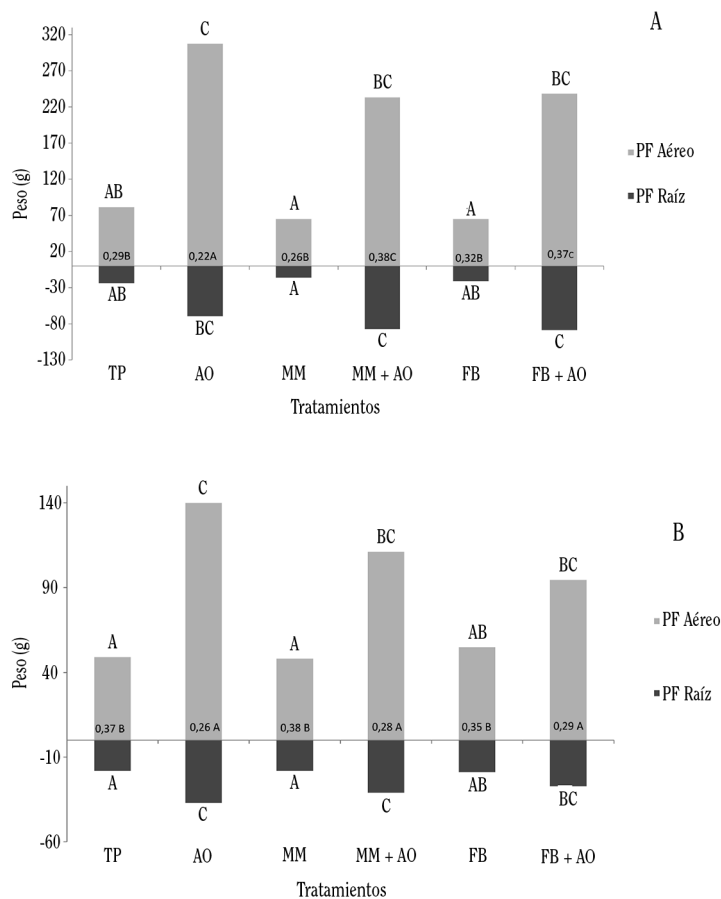 A
320
270
220
170
120
70
20
-30
-80
-130
Peso (g)
AB
C
A
BC
A
BC
0,29B
0,22A
0,26B
0,38C
0,32B
0,37c
AB
BC
A
C
AB
C
TP
AO
MM
MM + AO
FB
FB + AO
Tratamientos
PF Aéreo
PF Raíz
B
140
90
40
-10
-60
Peso (g)
A
C
A
BC
AB
BC
0,37 B
0,26 A
0,38 B
0,28 A
0,35 B
0,29 A
A
C
A
C
AB
BC
TP
AO
MM
MM + AO
FB
FB + AO
Tratamientos
PF Aéreo
PF Raíz